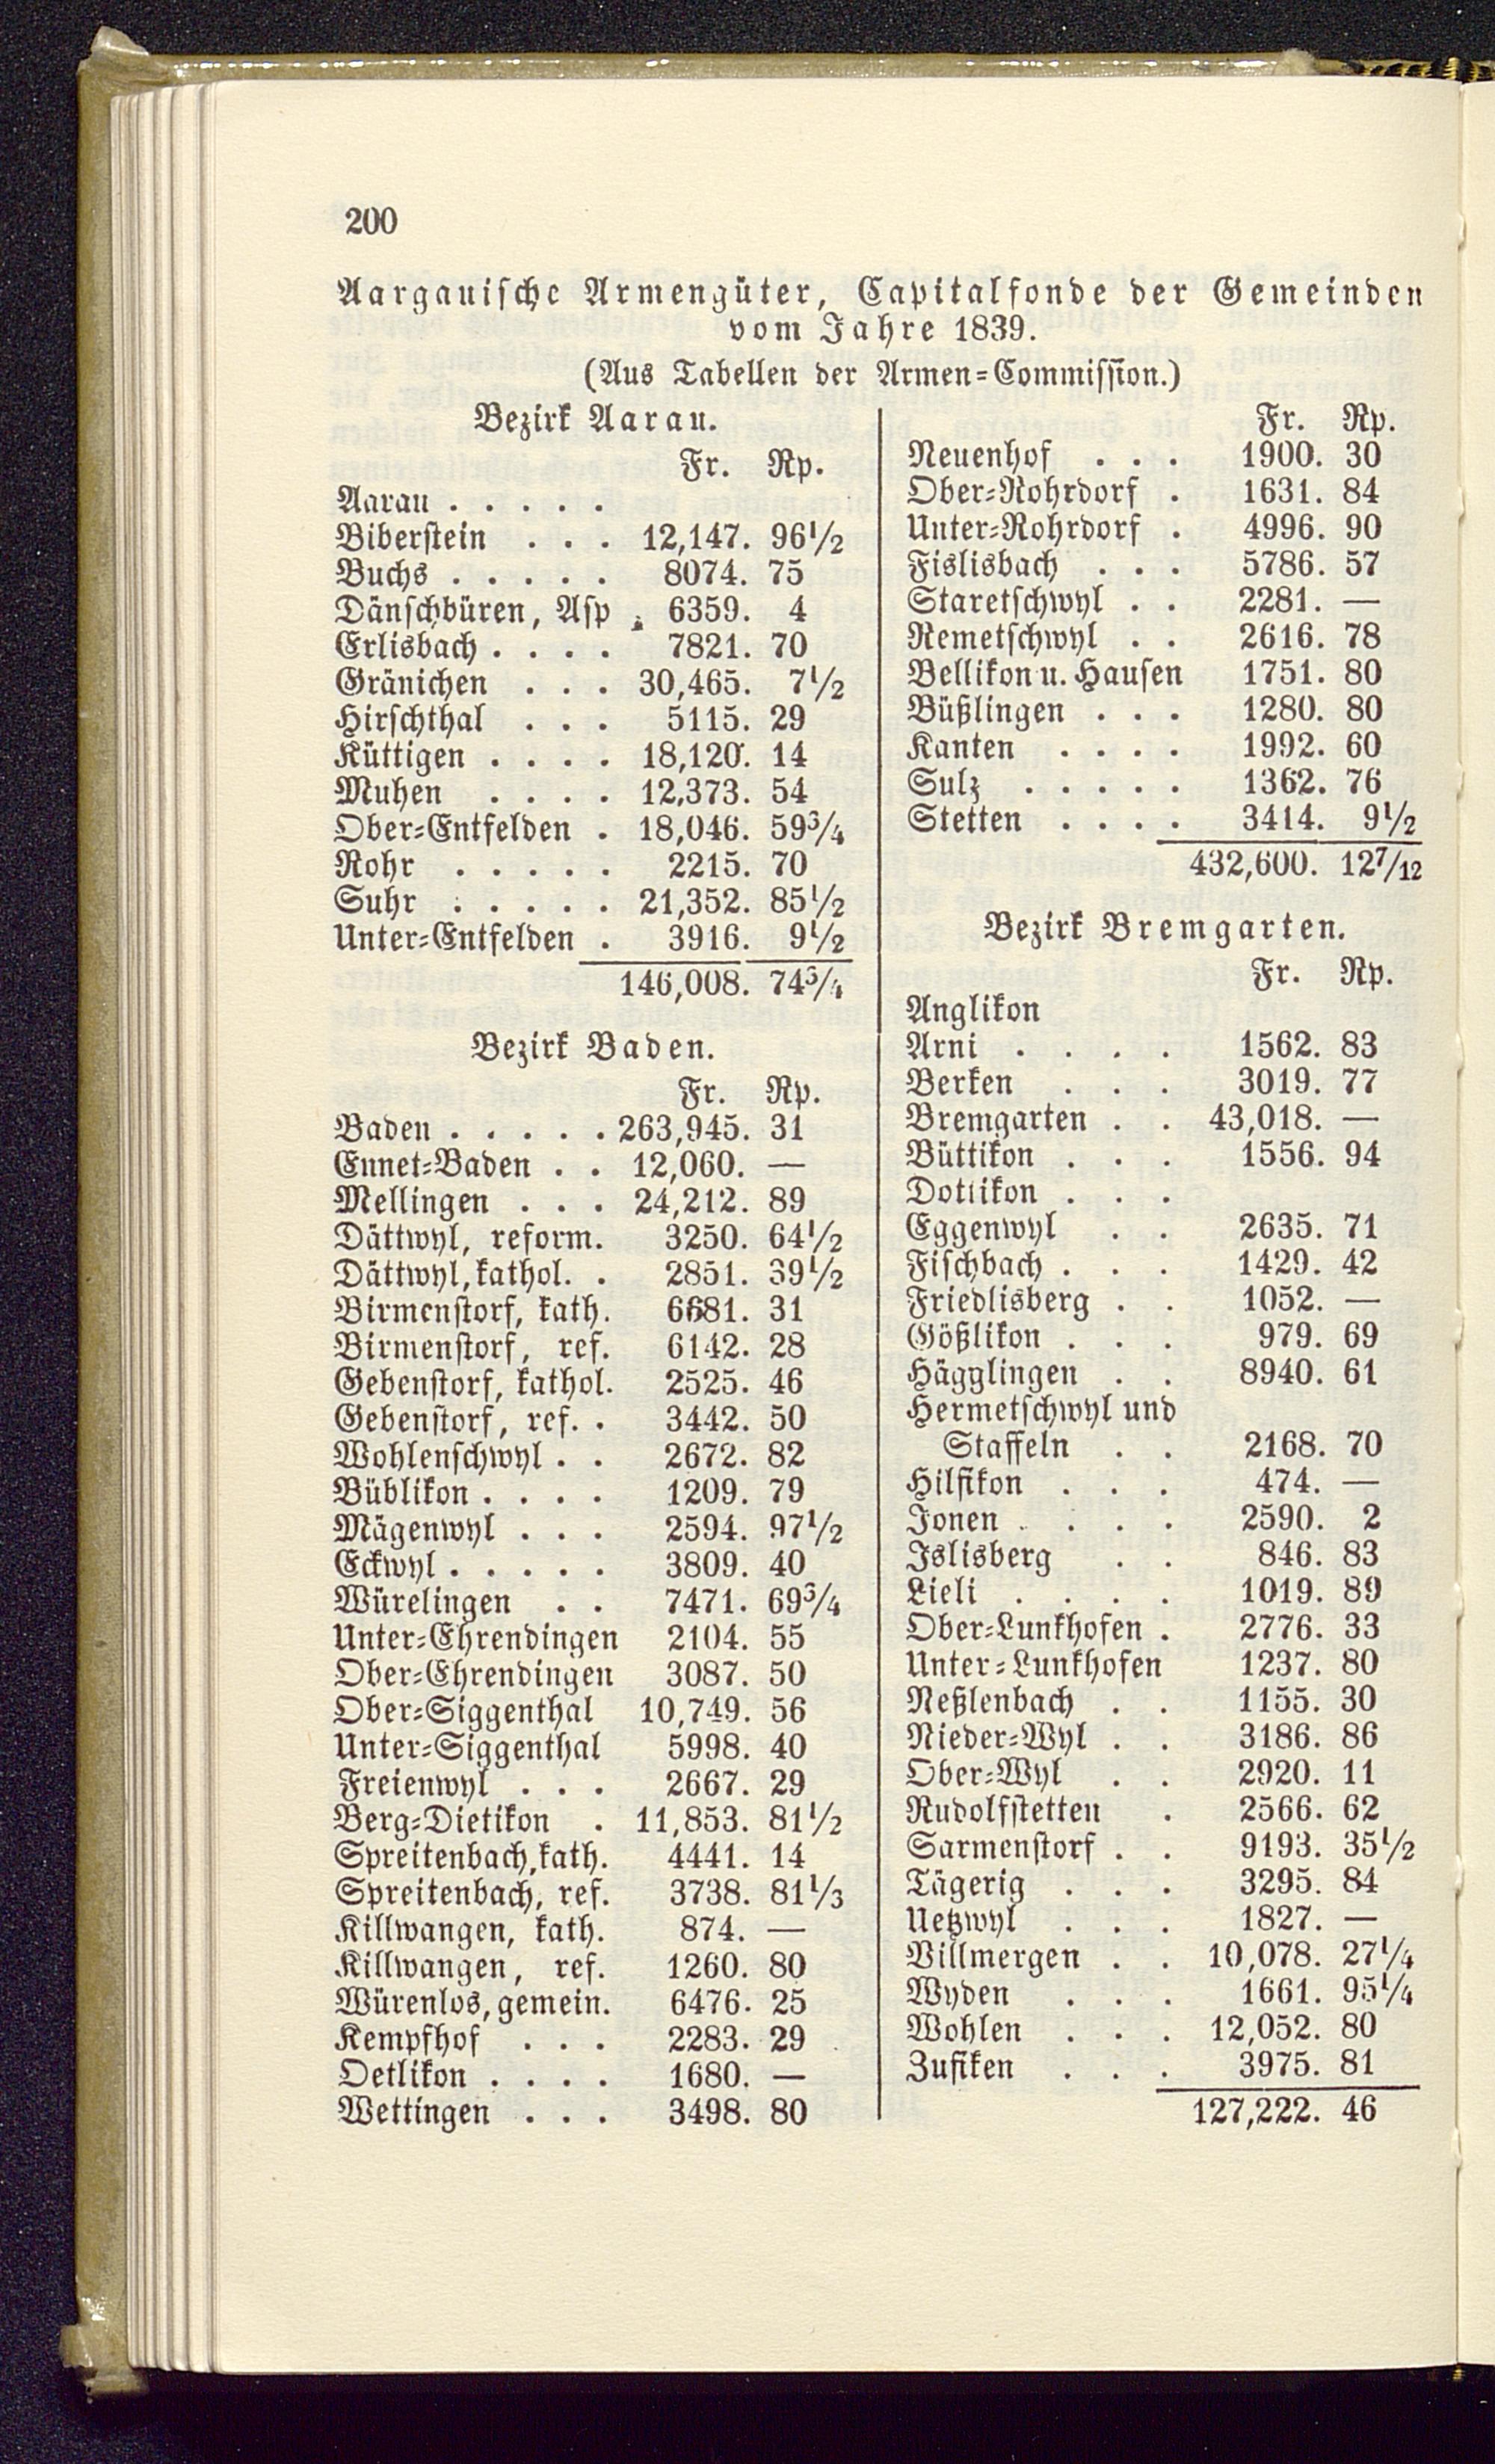 200
Aargauische Armengüter, Capitalfonde der Gemeinden
vom Jahre 1839.
(Aus Tabellen der Armen=Commission.)
Bezirk Aarau.
Fr. Rp.
Aarau . . . . .
Biberstein . . . 12,147. 96½
Buchs . . . . . 8074. 75
Dänschbüren, Asp . 6359. 4
Erlisbach . . . . 7821. 70
Gränichen . . . 30,465. 7½
Hirschthal . . . 5115. 29
Küttigen . . . . 18,120. 14
Muhen . . . . 12,373. 54
Ober=Entfelden . 18,046. 59¾
Rohr . . . . . 2215. 70
Suhr . . . . . 21,352. 85½
Unter=Entfelden . 3916. 9½
146,008. 74¾
Bezirk Baden.
Fr. Rp.
Baden . . . . . 263,945. 31
Ennet=Baden . . 12,060. —
Mellingen . . . 24,212. 89
Dättwyl, reform. 3250. 64½
Dättwyl, kathol. . 2851. 39½
Birmenstorf, kath. 6681. 31
Birmenstorf, ref. 6142. 28
Gebenstorf, kathol. 2525. 46
Gebenstorf, ref. . 3442. 50
Wohlenschwyl . . 2672. 82
Büblikon . . . . 1209. 79
Mägenwyl . . . 2594. 97½
Eckwyl . . . . . 3809. 40
Würelingen . . 7471. 69¾
Unter=Ehrendingen 2104. 55
Ober=Ehrendingen 3087. 50
Ober=Siggenthal 10,749. 56
Unter=Siggenthal 5998. 40
Freienwyl . . . 2667. 29
Berg=Dietikon . 11,853. 81½
Spreitenbach, kath. 4441. 14
Spreitenbach, ref. 3738. 81⅓
Killwangen, kath. 874. —
Killwangen, ref. 1260. 80
Würenlos, gemein. 6476. 25
Kempfhof . . . 2283. 29
Oetlikon . . . . 1680. —
Wettingen . . . 3498. 80
Fr. Rp.
Neuenhof . . . 1900. 30
Ober=Rohrdorf . 1631. 84
Unter=Rohrdorf . 4996. 90
Fislisbach . . . 5786. 57
Staretschwyl . . 2281. —
Remetschwyl . . 2616. 78
Bellikon u. Hausen 1751. 80
Büßlingen . . . 1280. 80
Kanten . . . . 1992. 60
Sulz . . . . . 1362. 76
Stetten . . . . 3414. 9½
432,600. 12 7/12
Bezirk Bremgarten.
Fr. Rp.
Anglikon
Arni . . . . 1562. 83
Berken . . . 3019. 77
Bremgarten . . 43,018. —
Büttikon . . . 1556. 94
Dottikon . . .
Eggenwyl . . 2635. 71
Fischbach . . . 1429. 42
Friedlisberg . . 1052. —
Gößlikon . . . 979. 69
Hägglingen . . 8940. 61
Hermetschwyl und
Staffeln . . 2168. 70
Hilfikon . . . 474. —
Jonen . . . . 2590. 2
Islisberg . . 846. 83
Lieli . . . . 1019. 89
Ober=Lunkhofen . 2776. 33
Unter=Lunkhofen 1237. 80
Neßlenbach . . 1155. 30
Nieder=Wyl . . 3186. 86
Ober=Wyl . . 2920. 11
Rudolfstetten . 2566. 62
Sarmenstorf . . 9193. 35½
Tägerig . . . 3295. 84
Uetzwyl . . . 1827. —
Villmergen . . 10,078. 27¼
Wyden . . . 1661. 95¼
Wohlen . . . 12,052. 80
Zufiken . . . 3975. 81
127,222. 46